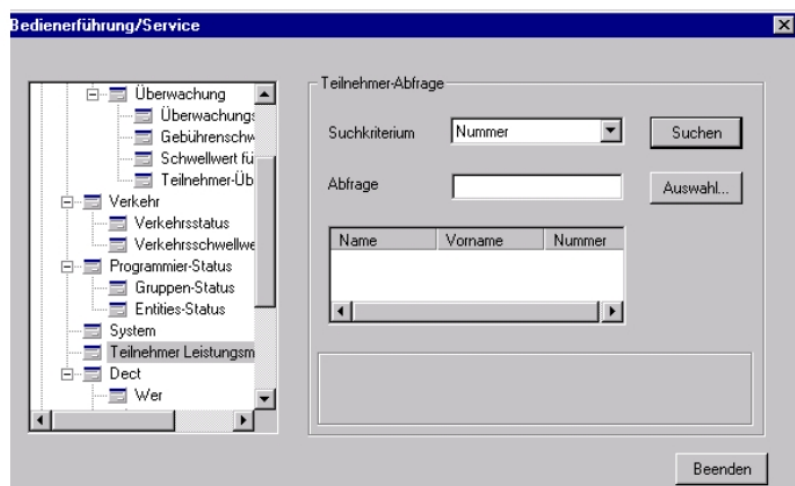 Bedienerführung/Service
Überwachung
Überwachungs
Gebührenschw
Schwellwert fü
Teilnehmer-Üb
Verkehr
Verkehrsstatus
Verkehrsschwellwe
Programmier-Status
Gruppen-Status
Entities-Status
System
Teilnehmer Leistungsm
Dect
Wer
Teilnehmer-Abfrage
Suchkriterium Nummer Suchen
Abfrage Auswahl...
Name Vorname Nummer
Beenden